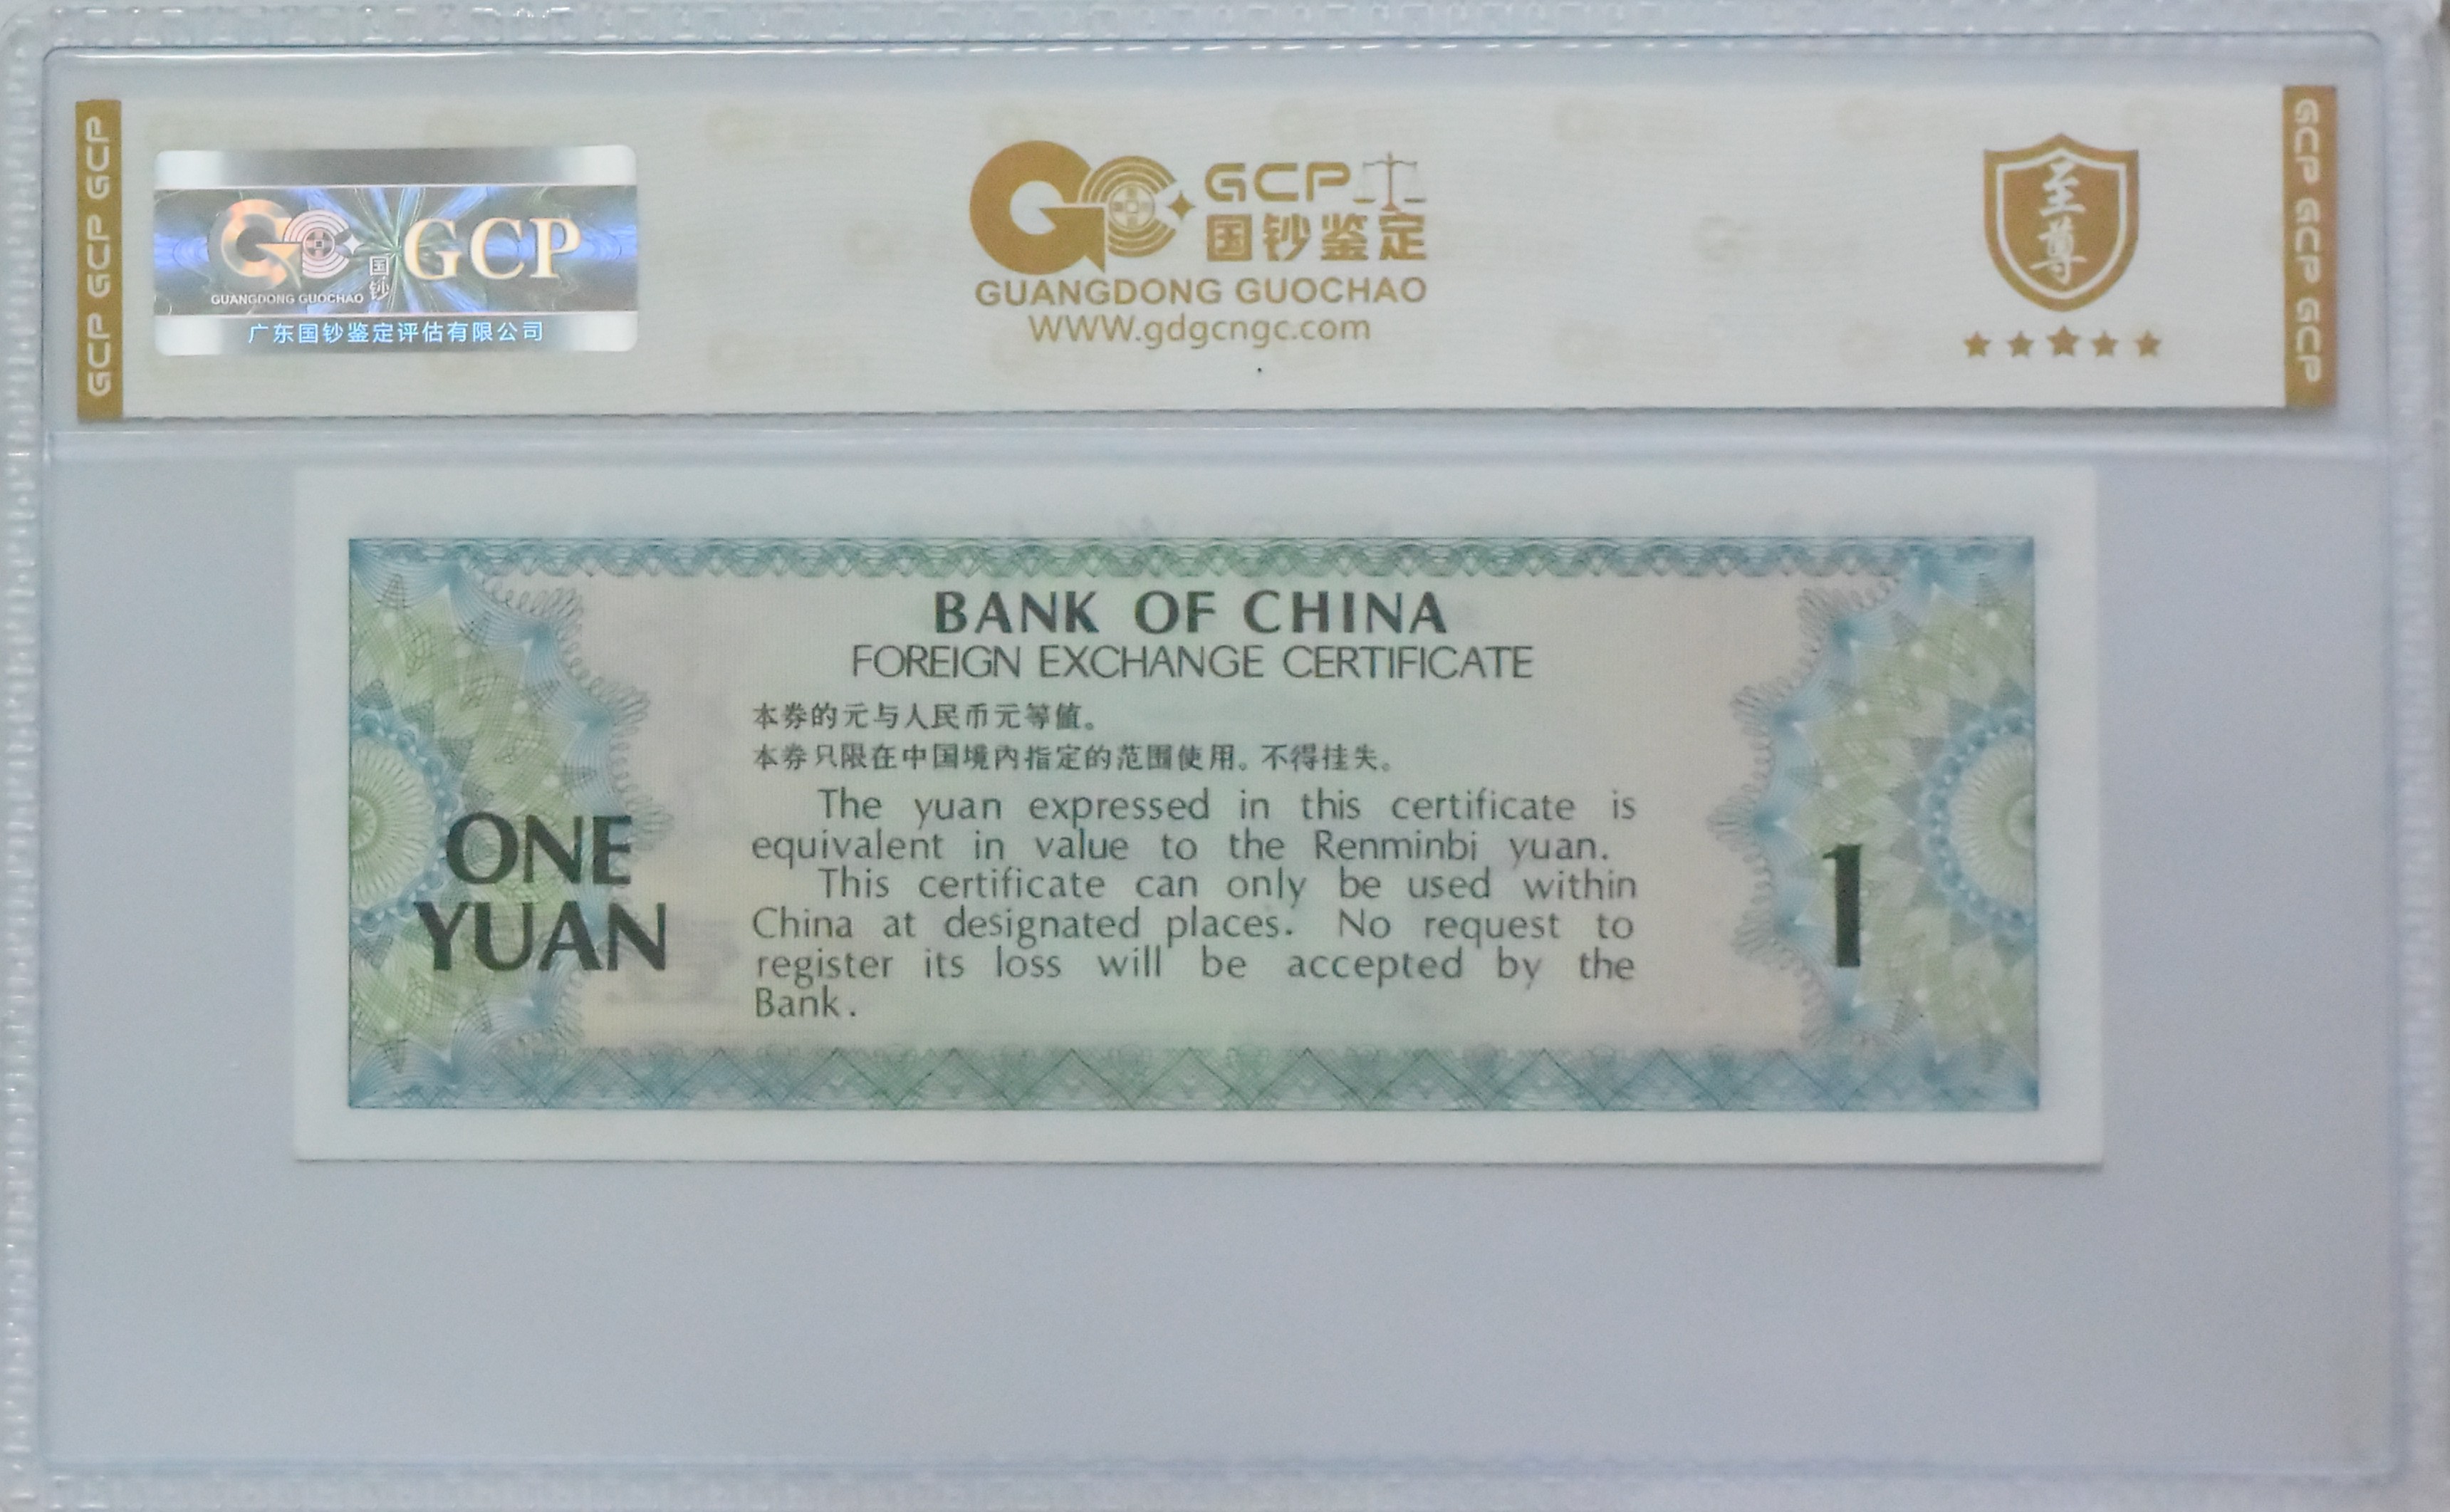 GCP GCP GCP
国钞
GCP
GUANGDONG GUOCHAO
广东国钞鉴定评估有限公司
GCP
国钞鉴定
GUANGDONG GUOCHAO
WWW.gdgcngc.com
至尊
GCP GCP GCP
BANK OF CHINA
FOREIGN EXCHANGE CERTIFICATE
本券的元与人民币元等值。
本券只限在中国境内指定的范围使用。不得挂失。
The yuan expressed in this certificate is
equivalent in value to the Renminbi yuan.
This certificate can only be used within
China at designated places. No request to
register its loss will be accepted by the
Bank.
ONE
YUAN
1